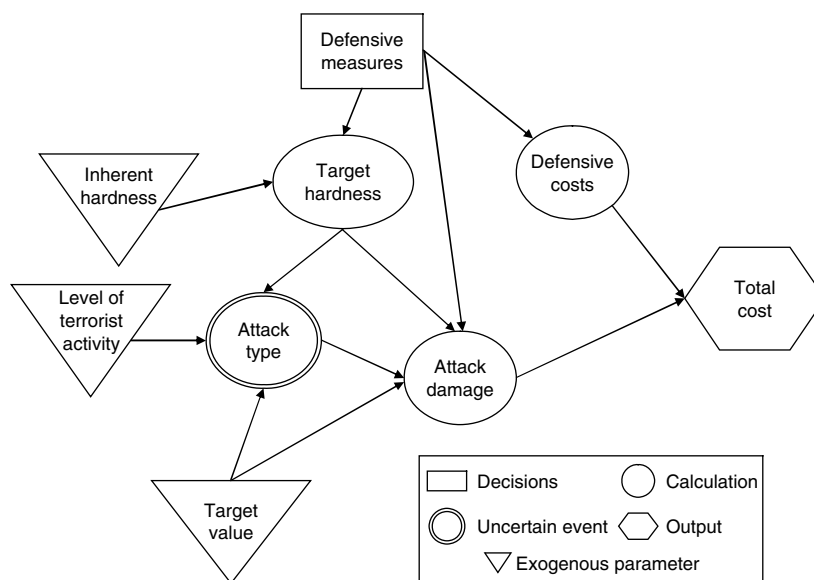 Defensive
measures
Inherent
hardness
Target
hardness
Defensive
costs
Level of
terrorist
activity
Attack
type
Attack
damage
Total
cost
Target
value
Decisions
Calculation
Uncertain event
Output
Exogenous parameter